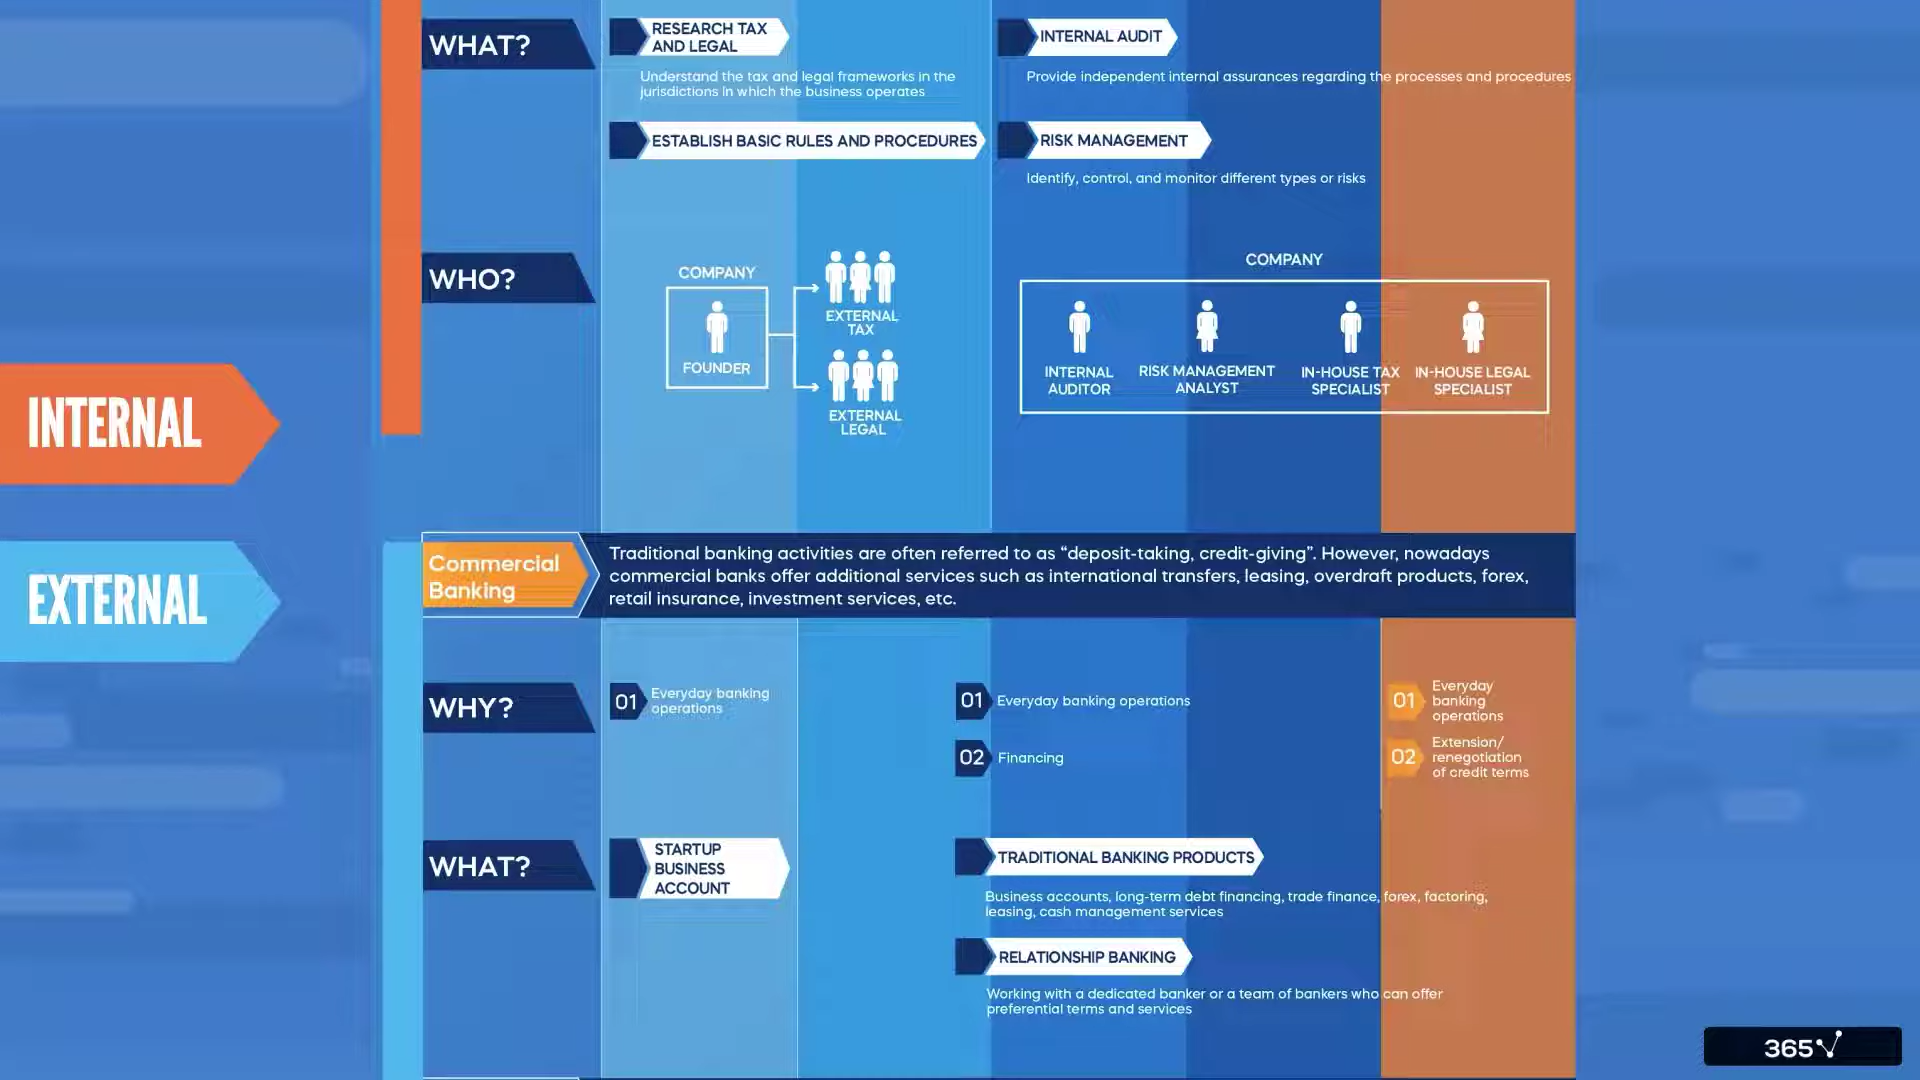 WHAT?
RESEARCH TAX
AND LEGAL
Understand the tax and legal frameworks in the
jurisdictions in which the business operates
ESTABLISH BASIC RULES AND PROCEDURES
INTERNAL AUDIT
Provide independent internal assurances regarding the processes and procedures
RISK MANAGEMENT
Identify, control, and monitor different types or risks
WHO?
COMPANY
FOUNDER
EXTERNAL
TAX
EXTERNAL
LEGAL
COMPANY
INTERNAL
AUDITOR
RISK MANAGEMENT
ANALYST
IN-HOUSE TAX
SPECIALIST
IN-HOUSE LEGAL
SPECIALIST
INTERNAL
EXTERNAL
Commercial
Banking
Traditional banking activities are often referred to as “deposit-taking, credit-giving”. However, nowadays
commercial banks offer additional services such as international transfers, leasing, overdraft products, forex,
retail insurance, investment services, etc.
WHY?
01
Everyday banking
operations
01
Everyday banking operations
02
Financing
01
Everyday
banking
operations
02
Extension/
renegotiation
of credit terms
WHAT?
STARTUP
BUSINESS
ACCOUNT
TRADITIONAL BANKING PRODUCTS
Business accounts, long-term debt financing, trade finance, forex, factoring,
leasing, cash management services
RELATIONSHIP BANKING
Working with a dedicated banker or a team of bankers who can offer
preferential terms and services
365